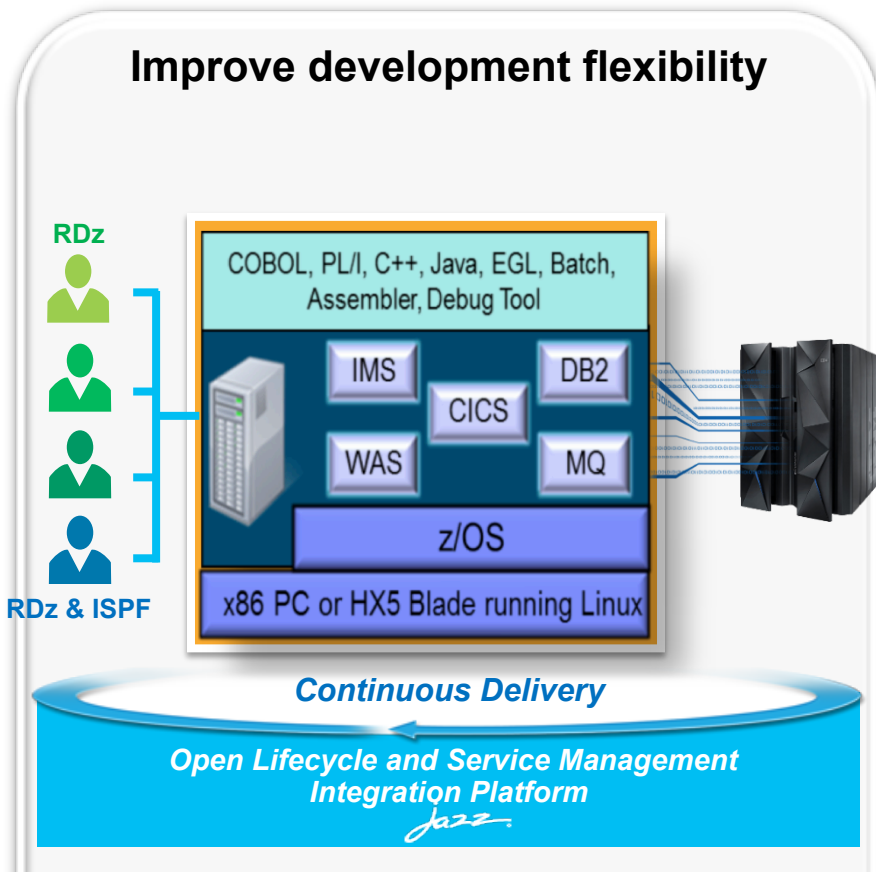 Improve development flexibility
RDz
COBOL, PL/I, C++, Java, EGL, Batch,
Assembler, Debug Tool
IMS
DB2
CICS
WAS
MQ
z/OS
RDz & ISPF
x86 PC or HX5 Blade running Linux
Continuous Delivery
Open Lifecycle and Service Management
Integration Platform
Jazz